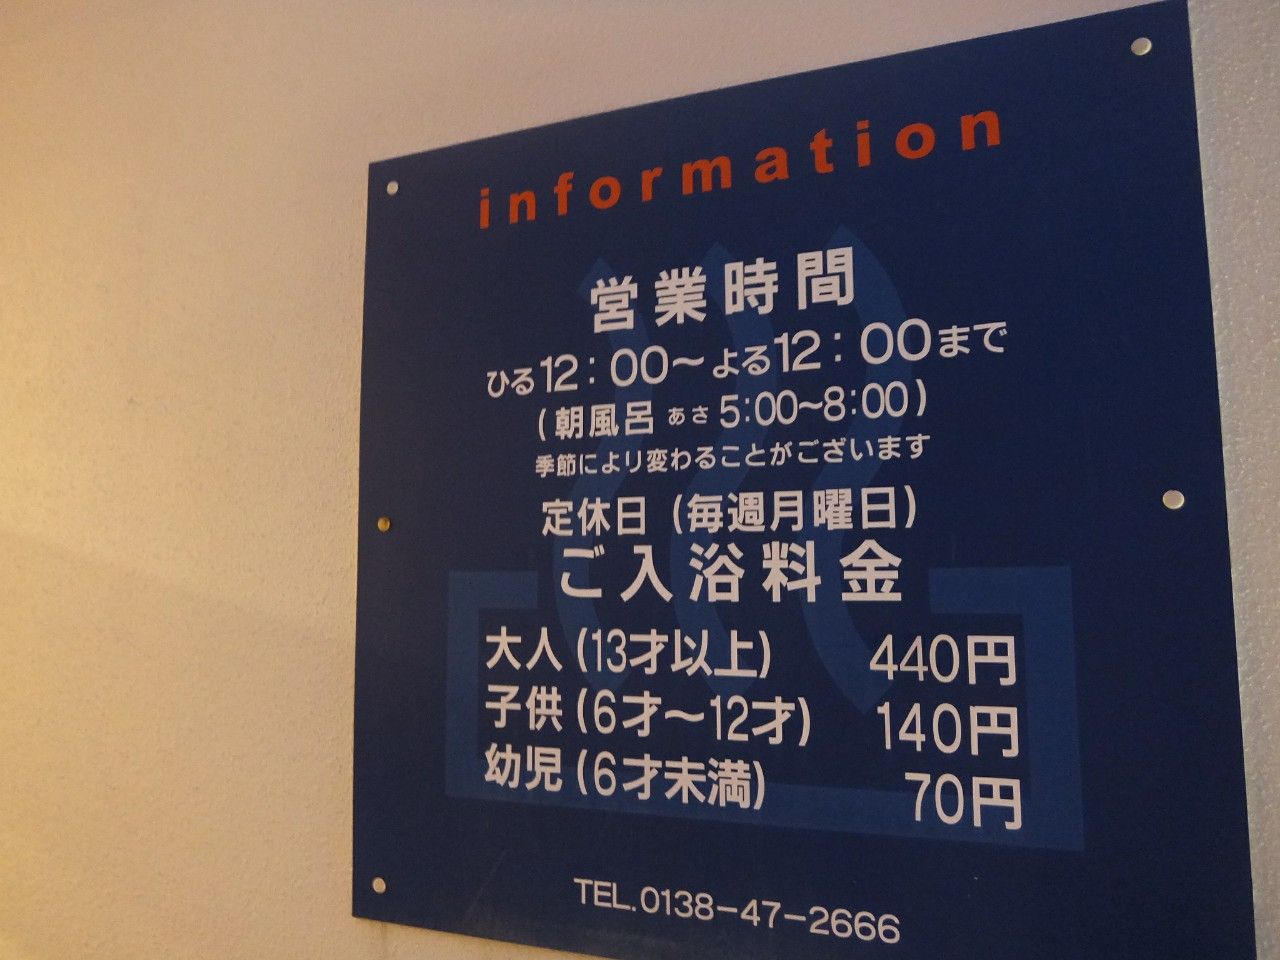 information
営業時間
ひる12:00〜よる12:00まで
(朝風呂 あさ 5:00〜8:00)
季節により変わることがございます
定休日 (毎週月曜日)
ご入浴料金
大人(13才以上) 440円
子供(6才〜12才) 140円
幼児(6才未満) 70円
TEL.0138-47-2666